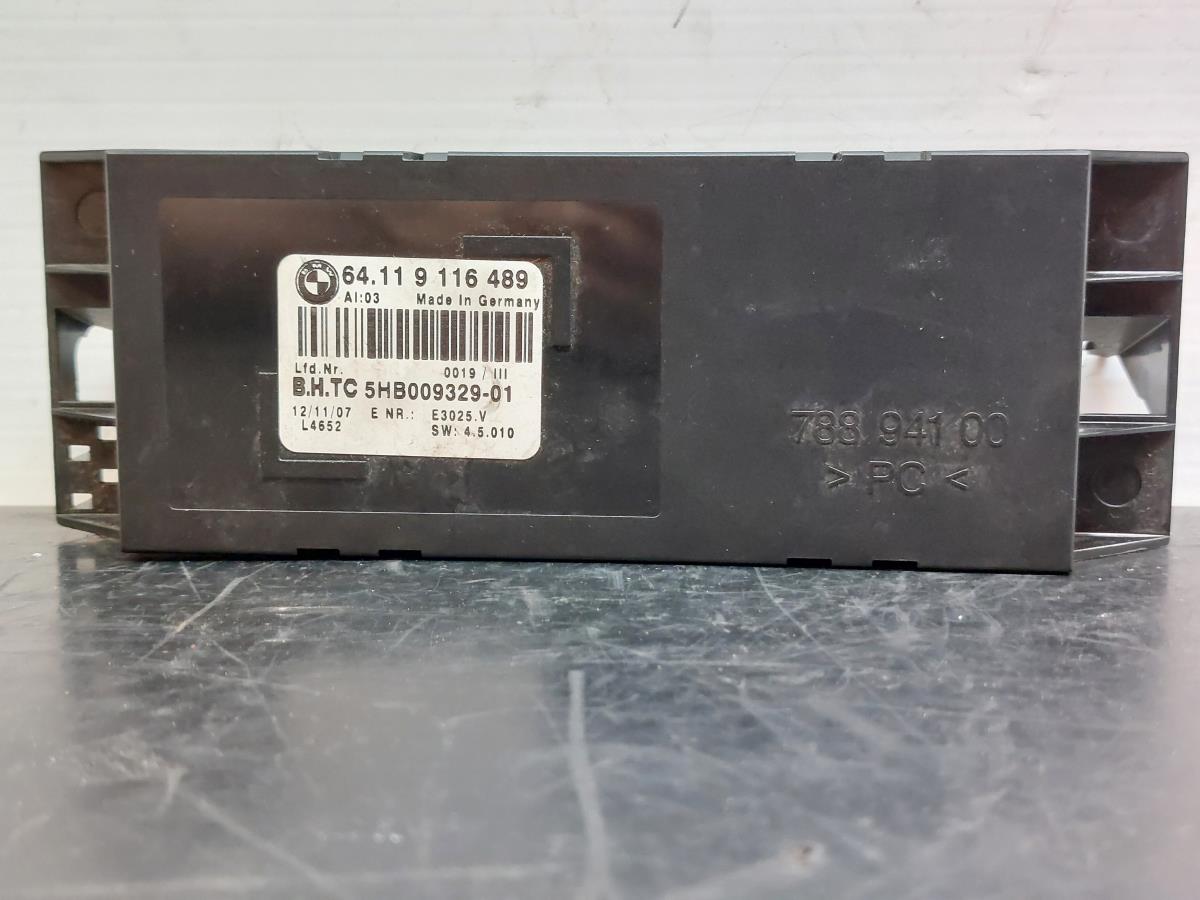 64.11 9 116 489
AI:03 Made In Germany
Lfd.Nr. 0019 / III
B.H.TC 5HB009329-01
12/11/07 E NR.: E3025.V
L4652 SW: 4.5.010
788 941 00
> PC <